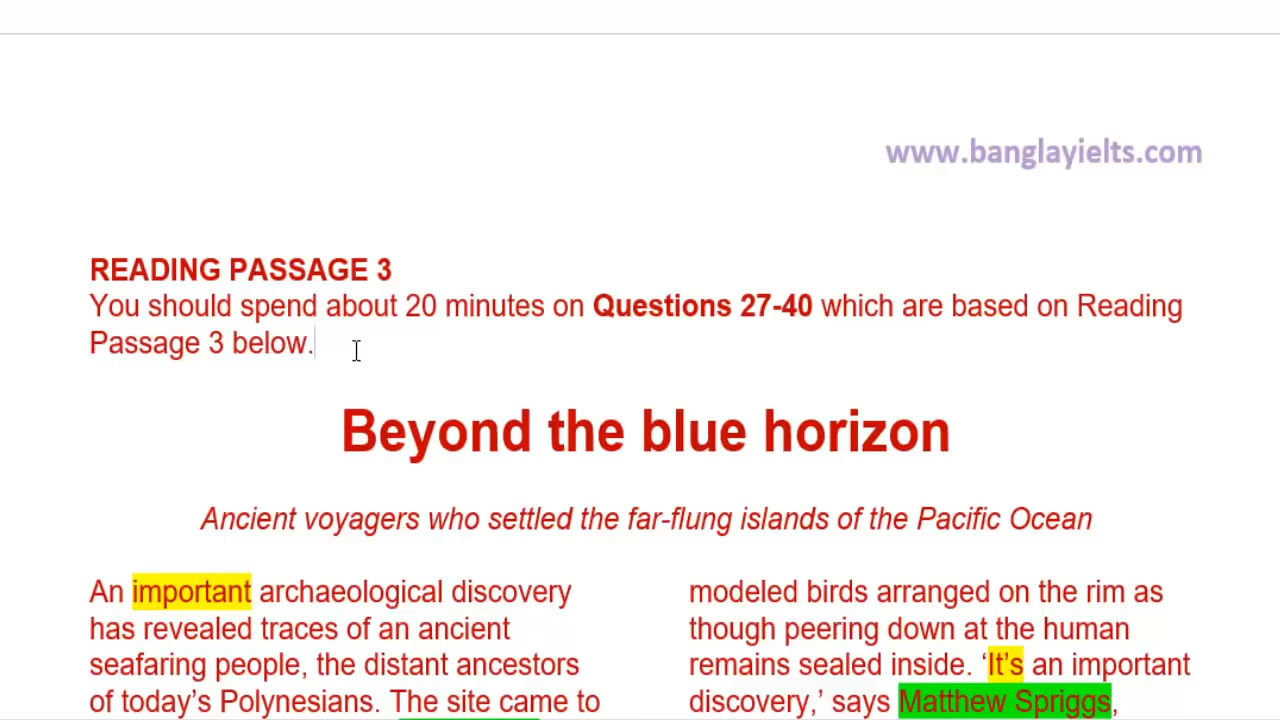 www.banglayielts.com
READING PASSAGE 3
You should spend about 20 minutes on Questions 27-40 which are based on Reading
Passage 3 below.
Beyond the blue horizon
Ancient voyagers who settled the far-flung islands of the Pacific Ocean
An important archaeological discovery
has revealed traces of an ancient
seafaring people, the distant ancestors
of today’s Polynesians. The site came to
modeled birds arranged on the rim as
though peering down at the human
remains sealed inside. ‘It’s an important
discovery,’ says Matthew Spriggs,